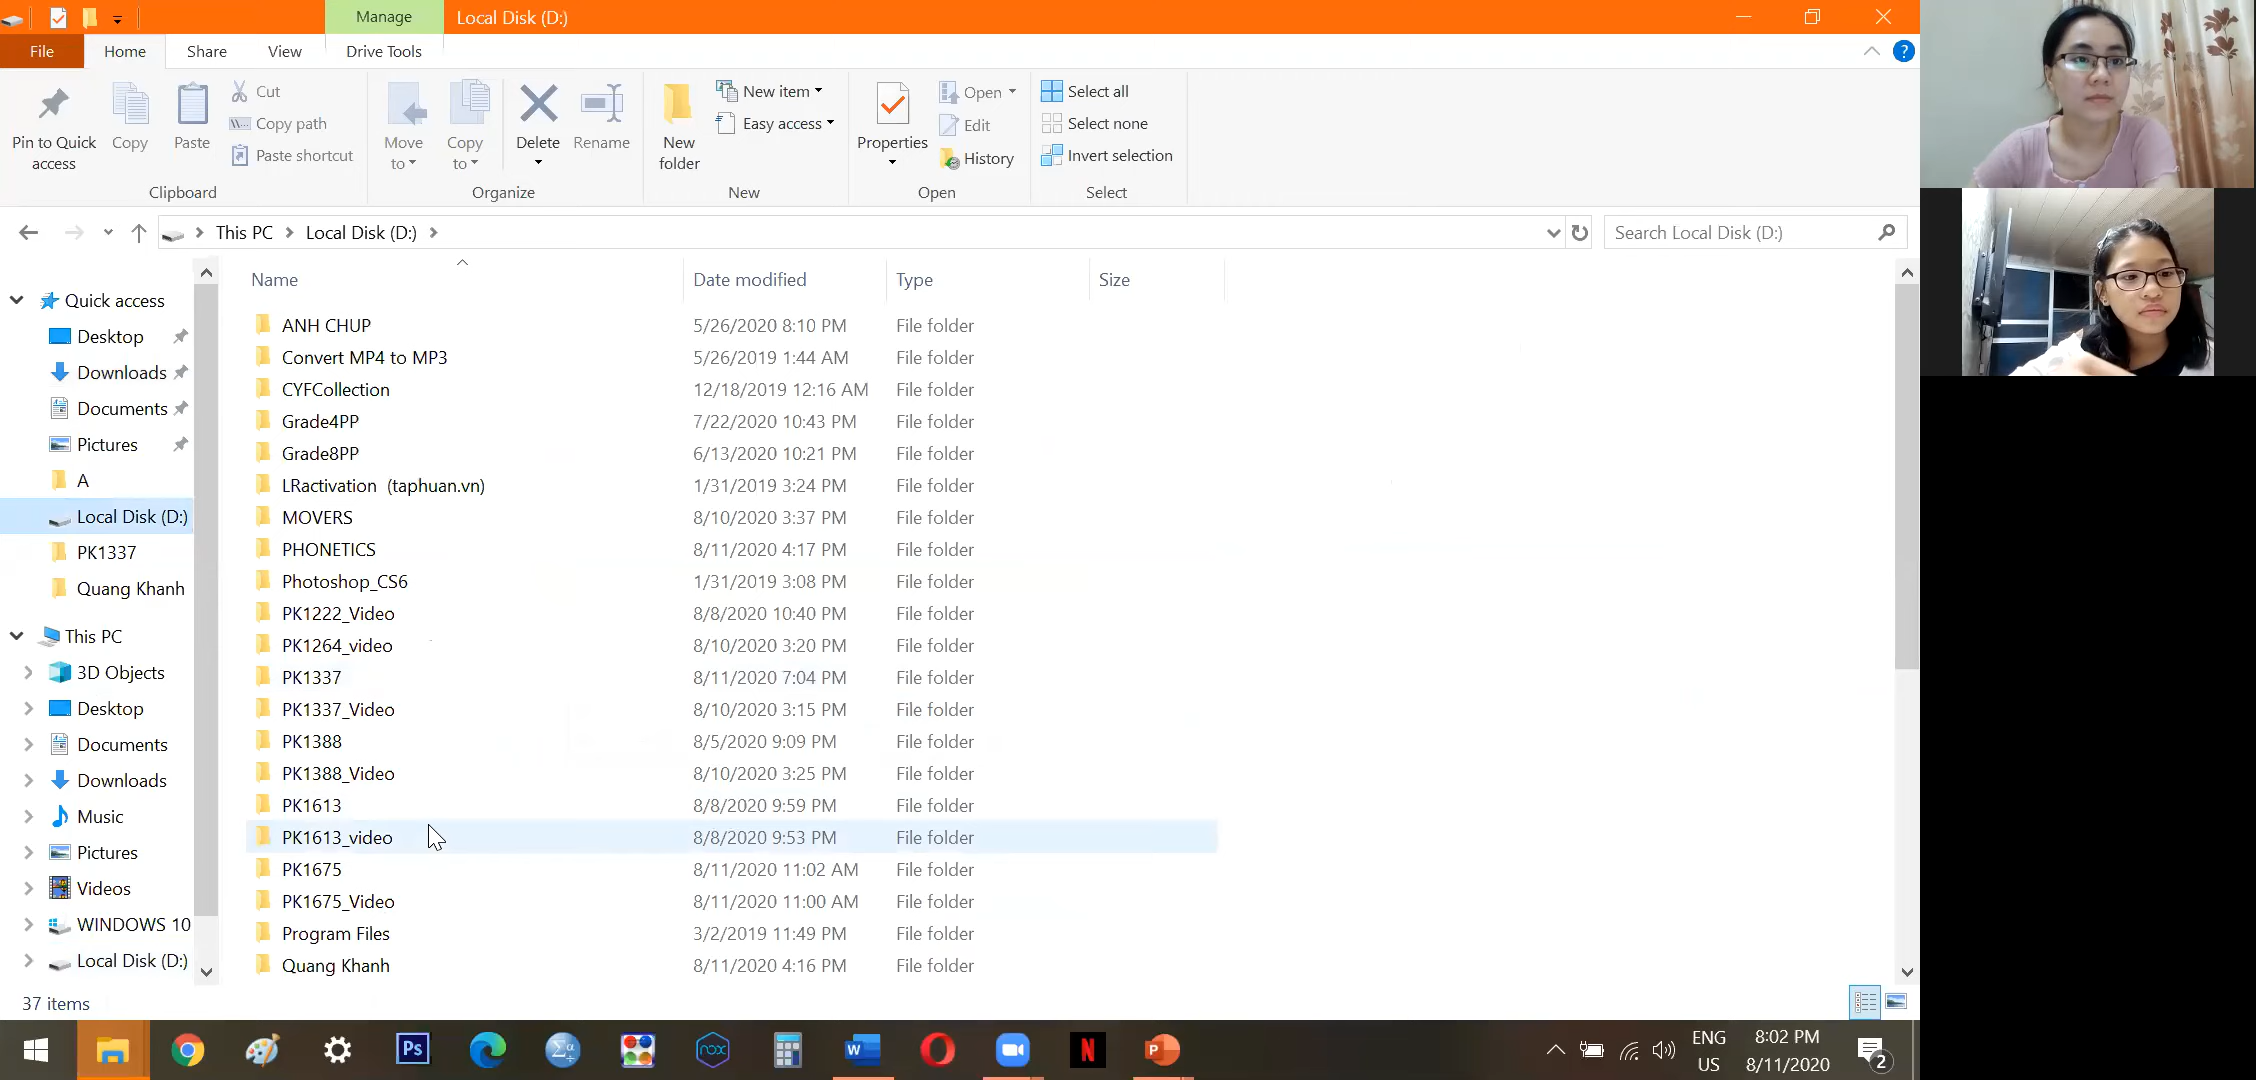 Manage
Local Disk (D:)
File
Home
Share
View
Drive Tools
Pin to Quick access
Copy
Paste
Cut
Copy path
Paste shortcut
Clipboard
Move to
Copy to
Delete
Rename
Organize
New folder
New item
Easy access
New
Properties
Open
Edit
History
Open
Select all
Select none
Invert selection
Select
This PC
Local Disk (D:)
Search Local Disk (D:)
Quick access
Desktop
Downloads
Documents
Pictures
A
Local Disk (D:)
PK1337
Quang Khanh
This PC
3D Objects
Desktop
Documents
Downloads
Music
Pictures
Videos
WINDOWS 10
Local Disk (D:)
Name Date modified Type Size
ANH CHUP 5/26/2020 8:10 PM File folder
Convert MP4 to MP3 5/26/2019 1:44 AM File folder
CYFCollection 12/18/2019 12:16 AM File folder
Grade4PP 7/22/2020 10:43 PM File folder
Grade8PP 6/13/2020 10:21 PM File folder
LRactivation (taphuan.vn) 1/31/2019 3:24 PM File folder
MOVERS 8/10/2020 3:37 PM File folder
PHONETICS 8/11/2020 4:17 PM File folder
Photoshop_CS6 1/31/2019 3:08 PM File folder
PK1222_Video 8/8/2020 10:40 PM File folder
PK1264_video 8/10/2020 3:20 PM File folder
PK1337 8/11/2020 7:04 PM File folder
PK1337_Video 8/10/2020 3:15 PM File folder
PK1388 8/5/2020 9:09 PM File folder
PK1388_Video 8/10/2020 3:25 PM File folder
PK1613 8/8/2020 9:59 PM File folder
PK1613_video 8/8/2020 9:53 PM File folder
PK1675 8/11/2020 11:02 AM File folder
PK1675_Video 8/11/2020 11:00 AM File folder
Program Files 3/2/2019 11:49 PM File folder
Quang Khanh 8/11/2020 4:16 PM File folder
37 items
Ps
nox
W
N
P
ENG
US
8:02 PM
8/11/2020
2